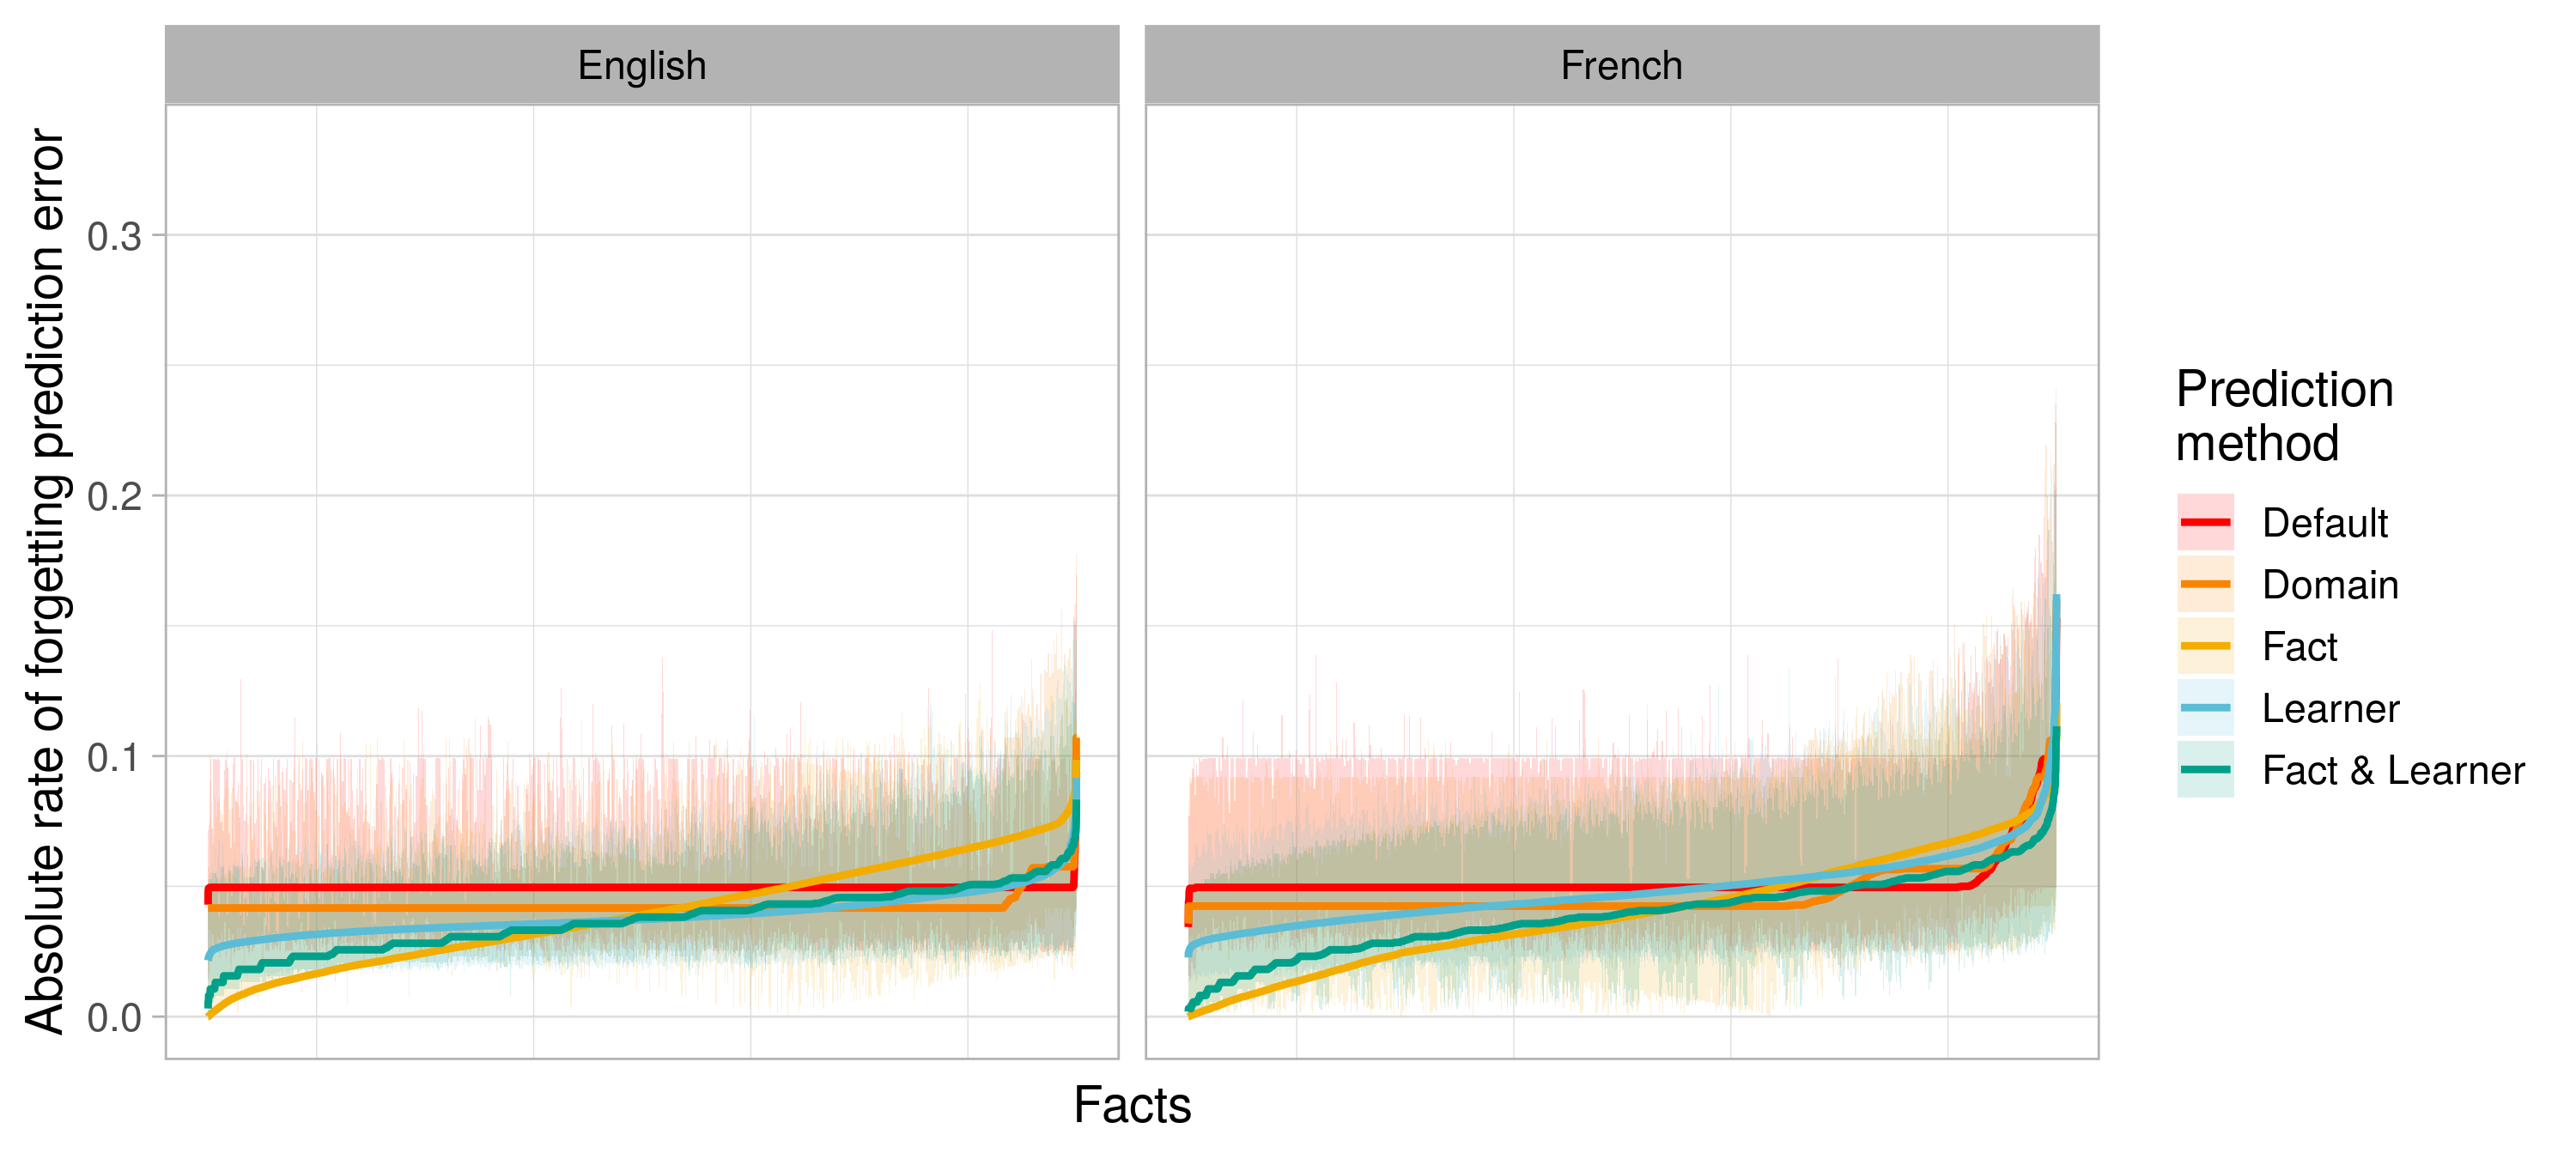 English
French
Absolute rate of forgetting prediction error
0.3
0.2
0.1
0.0
Facts
Prediction
method
Default
Domain
Fact
Learner
Fact & Learner